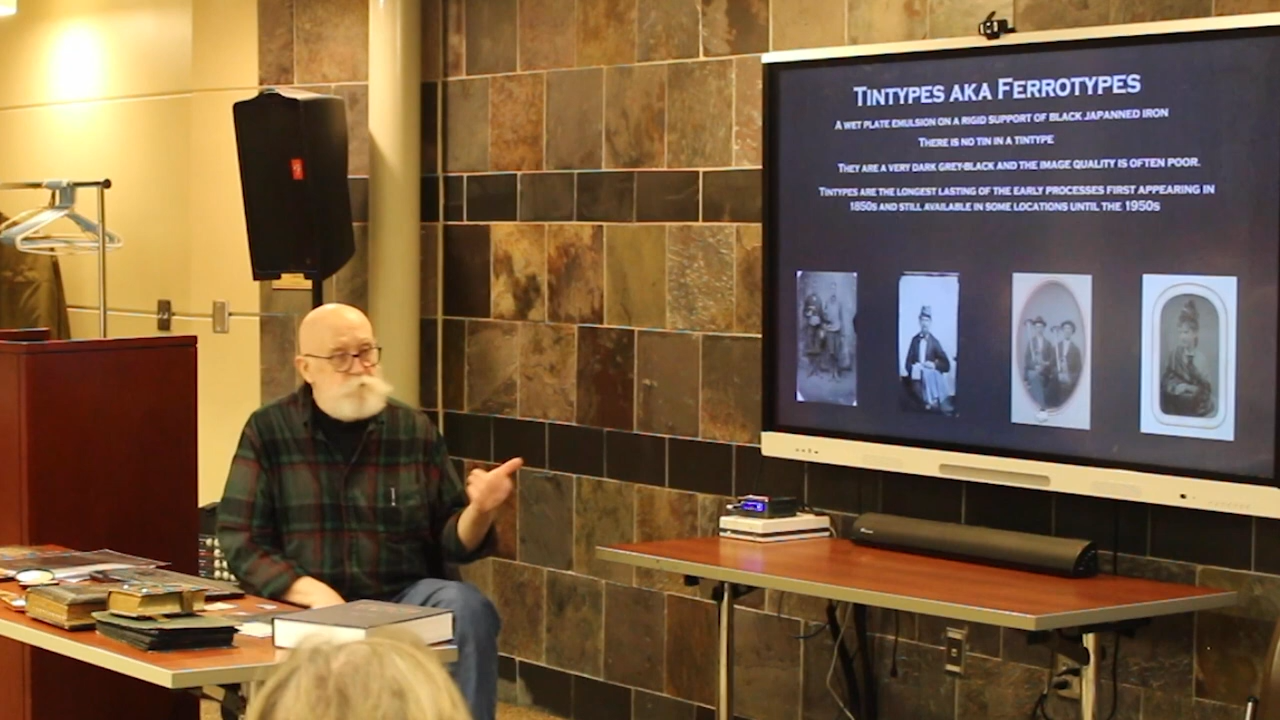 Tintypes aka Ferrotypes
A wet plate emulsion on a rigid support of black japanned iron
There is no tin in a tintype
They are a very dark grey-black and the image quality is often poor.
Tintypes are the longest lasting of the early processes first appearing in
1850s and still available in some locations until the 1950s